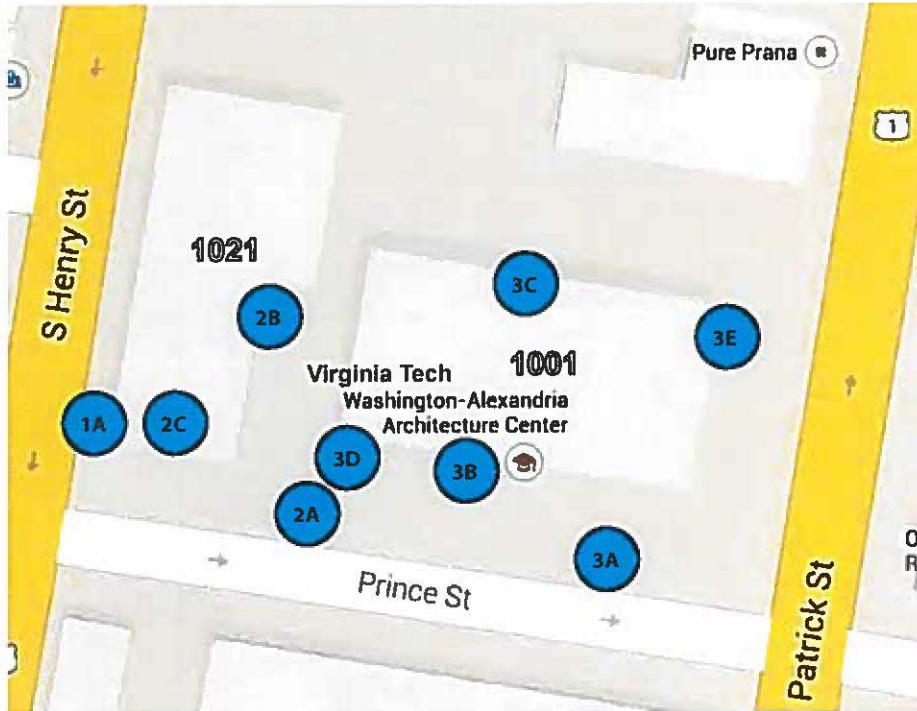 Pure Prana
1
S Henry St
1021
2B
3C
3E
1001
Virginia Tech
Washington-Alexandria
Architecture Center
1A
2C
3D
3B
2A
3A
Prince St
Patrick St
O
R